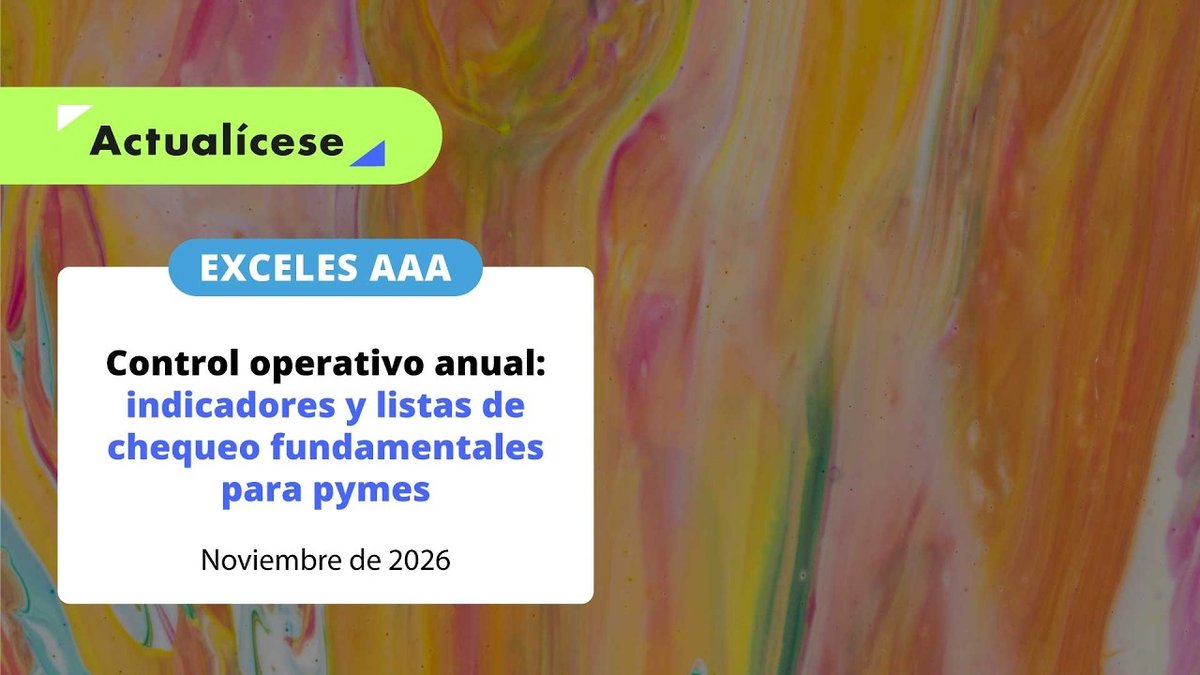 Actualícese
EXCELES AAA
Control operativo anual:
indicadores y listas de
chequeo fundamentales
para pymes
Noviembre de 2026